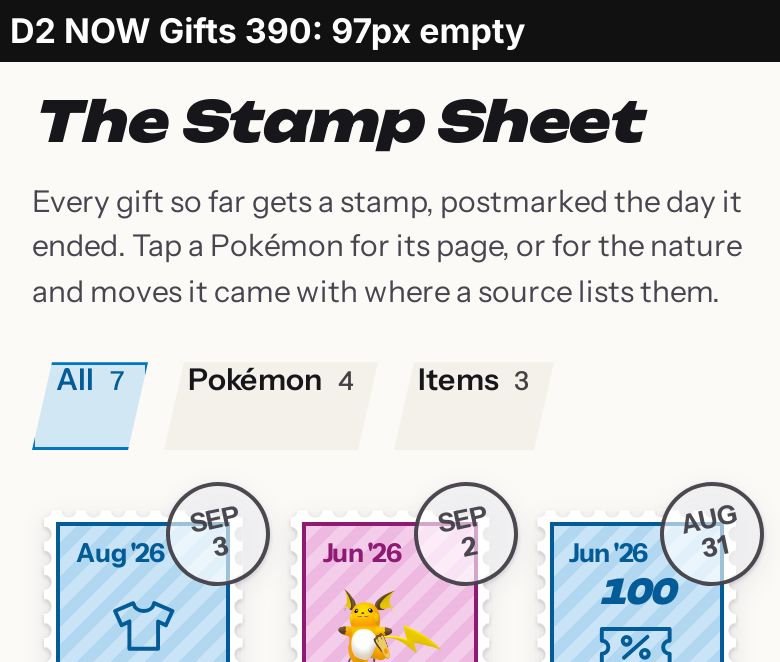 D2 NOW Gifts 390: 97px empty
The Stamp Sheet
Every gift so far gets a stamp, postmarked the day it
ended. Tap a Pokémon for its page, or for the nature
and moves it came with where a source lists them.
All 7
Pokémon 4
Items 3
SEP
3
Aug '26
SEP
2
Jun '26
AUG
31
Jun '26
100
%